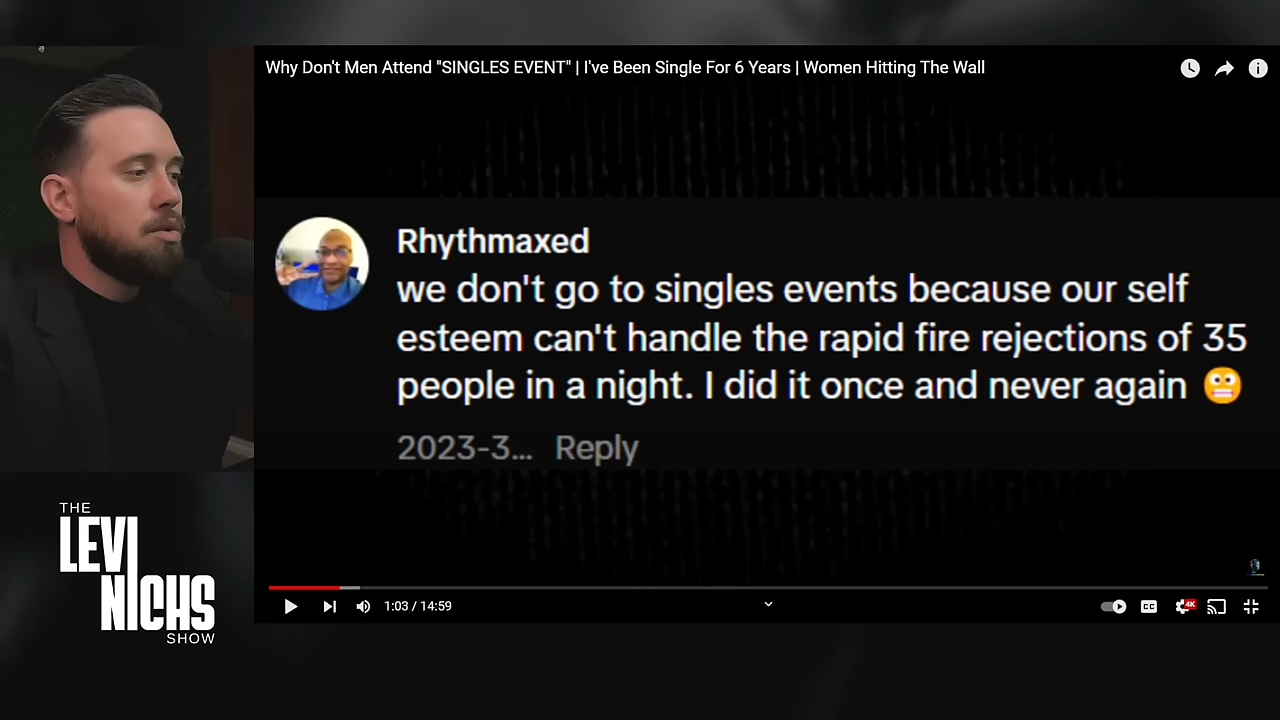 Why Don't Men Attend "SINGLES EVENT" | I've Been Single For 6 Years | Women Hitting The Wall
Rhythmaxed
we don't go to singles events because our self
esteem can't handle the rapid fire rejections of 35
people in a night. I did it once and never again 😬
2023-3... Reply
THE
LEVI
NICHS
SHOW
1:03 / 14:59
CC
4K